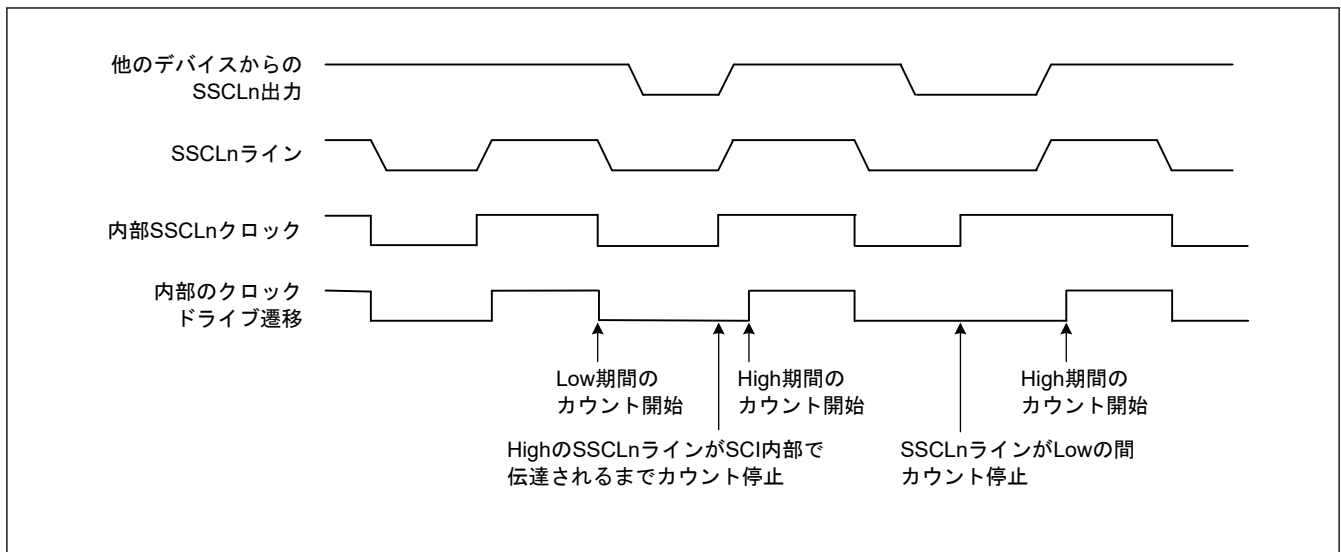 他のデバイスからの
SSCLn出力
SSCLnライン
内部SSCLnクロック
内部のクロック
ドライブ遷移
Low期間の
カウント開始
High期間の
カウント開始
High期間の
カウント開始
HighのSSCLnラインがSCI内部で
伝達されるまでカウント停止
SSCLnラインがLowの間
カウント停止